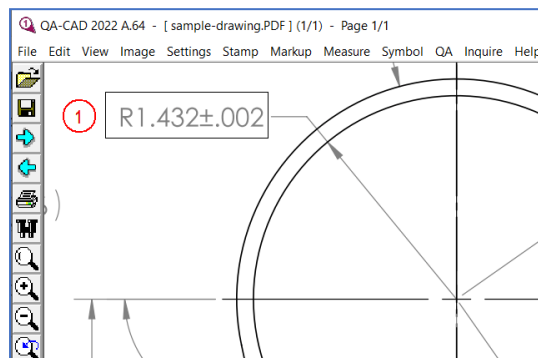 QA-CAD 2022 A.64 - [ sample-drawing.PDF ] (1/1) - Page 1/1
File Edit View Image Settings Stamp Markup Measure Symbol QA Inquire Help
1 R1.432±.002